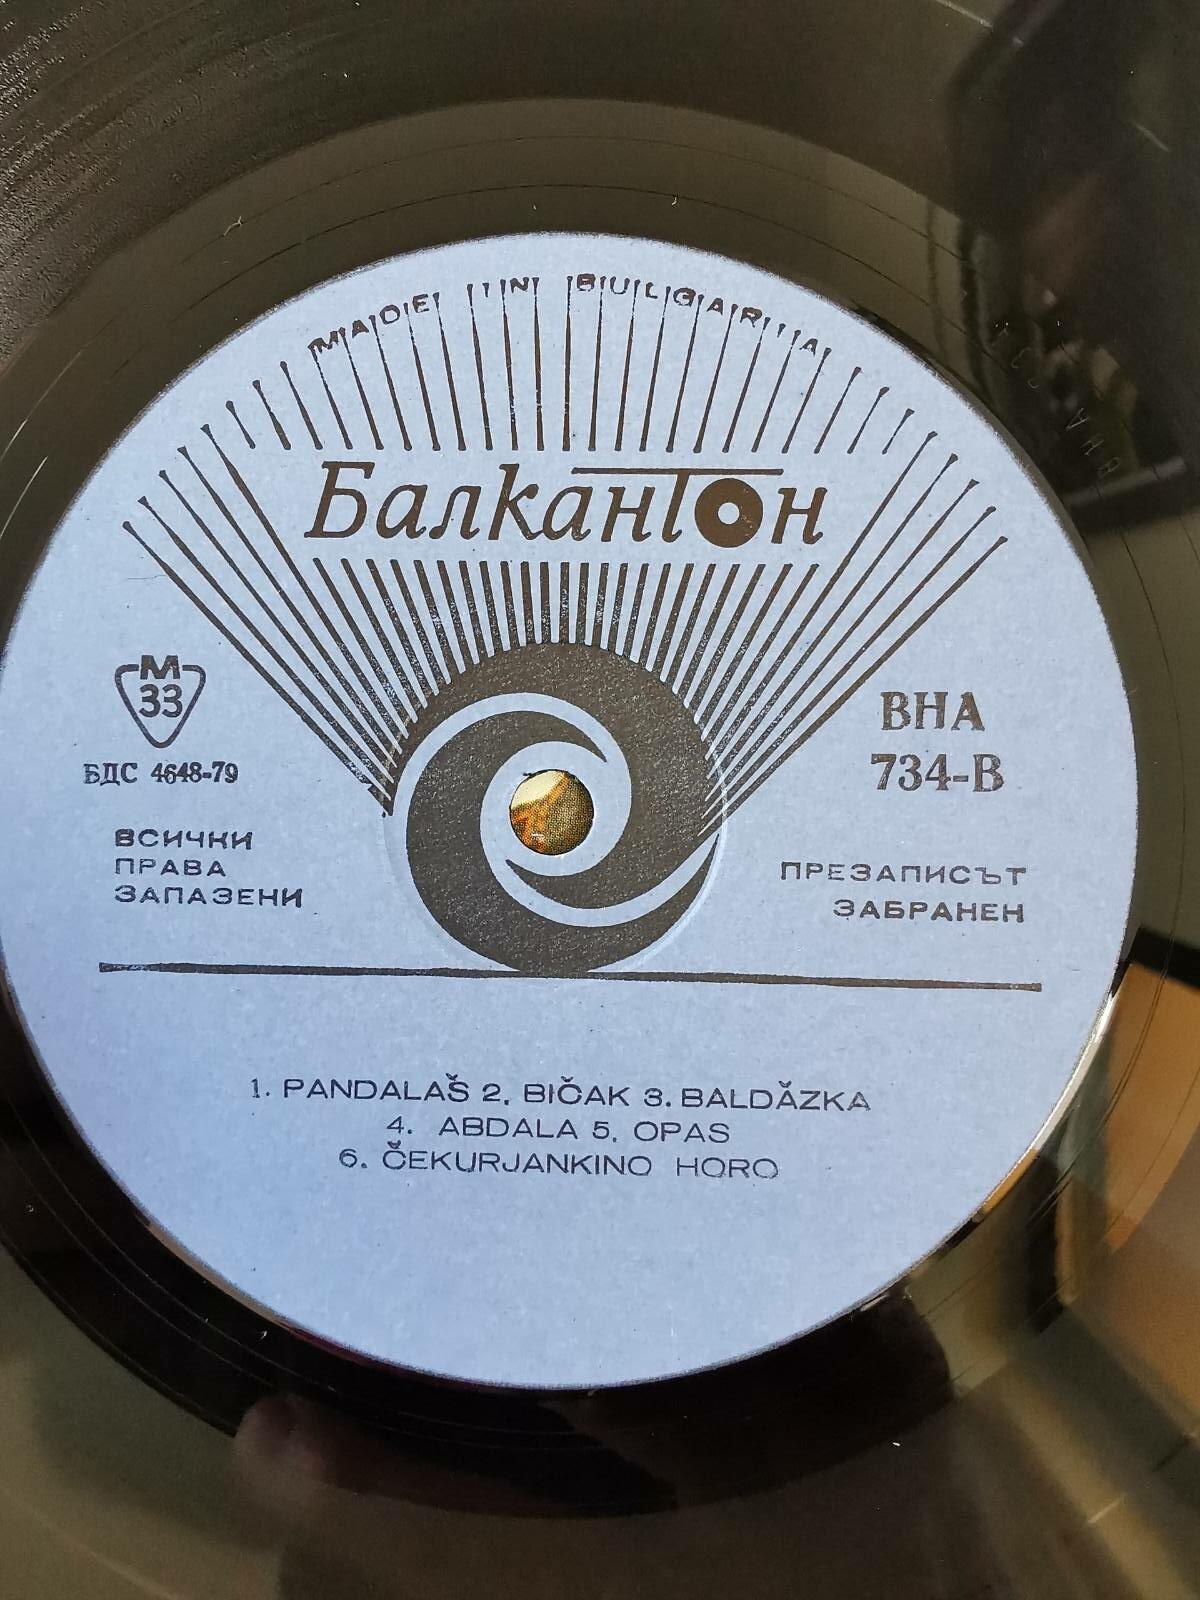 MADE IN BULGARIA
Балкантон
М
33
БДС 4648-79
ВСИЧКИ
ПРАВА
ЗАПАЗЕНИ
ВНА
734-В
ПРЕЗАПИСЪТ
ЗАБРАНЕН
1. PANDALAŠ 2. BIČAK 3. BALDĂZKA
4. ABDALA 5. OPAS
6. ČEKURJANKINO HORO